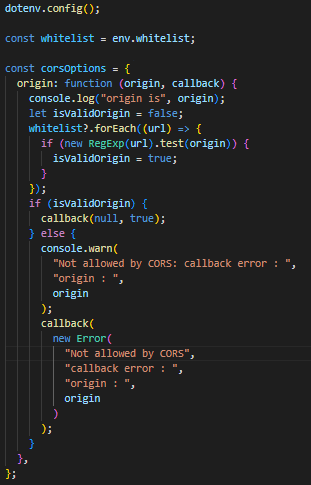 dotenv.config();
const whitelist = env.whitelist;
const corsOptions = {
  origin: function (origin, callback) {
    console.log("origin is", origin);
    let isValidOrigin = false;
    whitelist?.forEach((url) => {
      if (new RegExp(url).test(origin)) {
        isValidOrigin = true;
      }
    });
    if (isValidOrigin) {
      callback(null, true);
    } else {
      console.warn(
        "Not allowed by CORS: callback error : ",
        "origin : ",
        origin
      );
      callback(
        new Error(
          "Not allowed by CORS",
          "callback error : ",
          "origin : ",
          origin
        )
      );
    }
  },
};